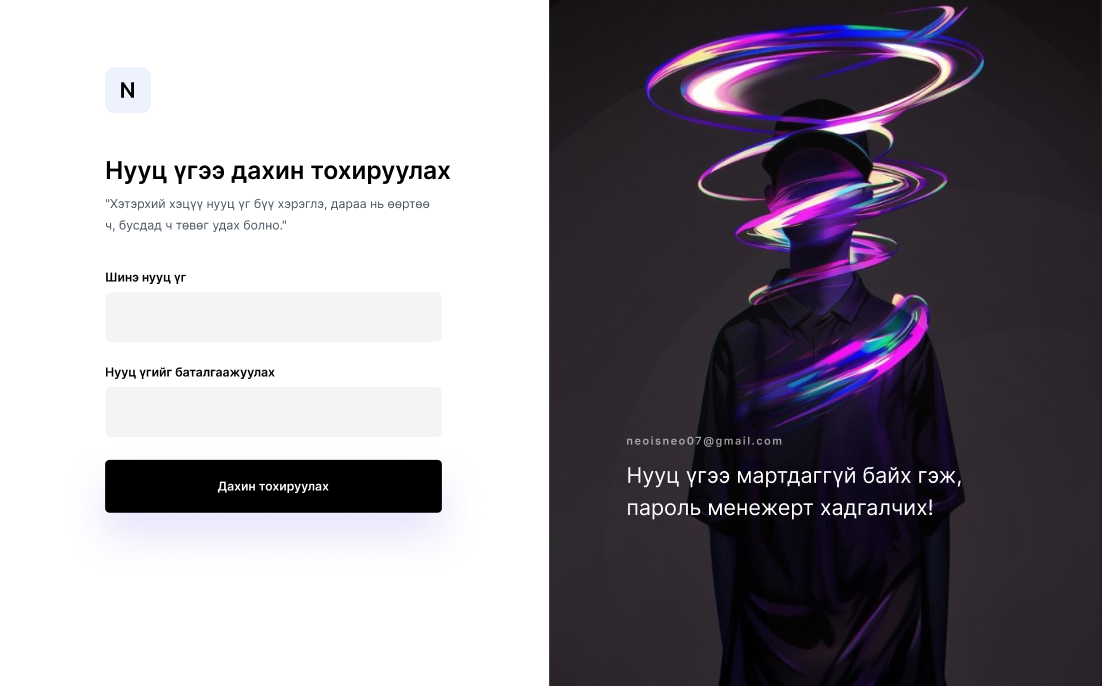 N
Нууц үгээ дахин тохируулах
"Хэтэрхий хэцүү нууц үг бүү хэрэглэ, дараа нь өөртөө
ч, бусдад ч төвөг удах болно."
Шинэ нууц үг
Нууц үгийг баталгаажуулах
Дахин тохируулах
neoisneo07@gmail.com
Нууц үгээ мартдаггүй байх гэж,
пароль менежерт хадгалчих!